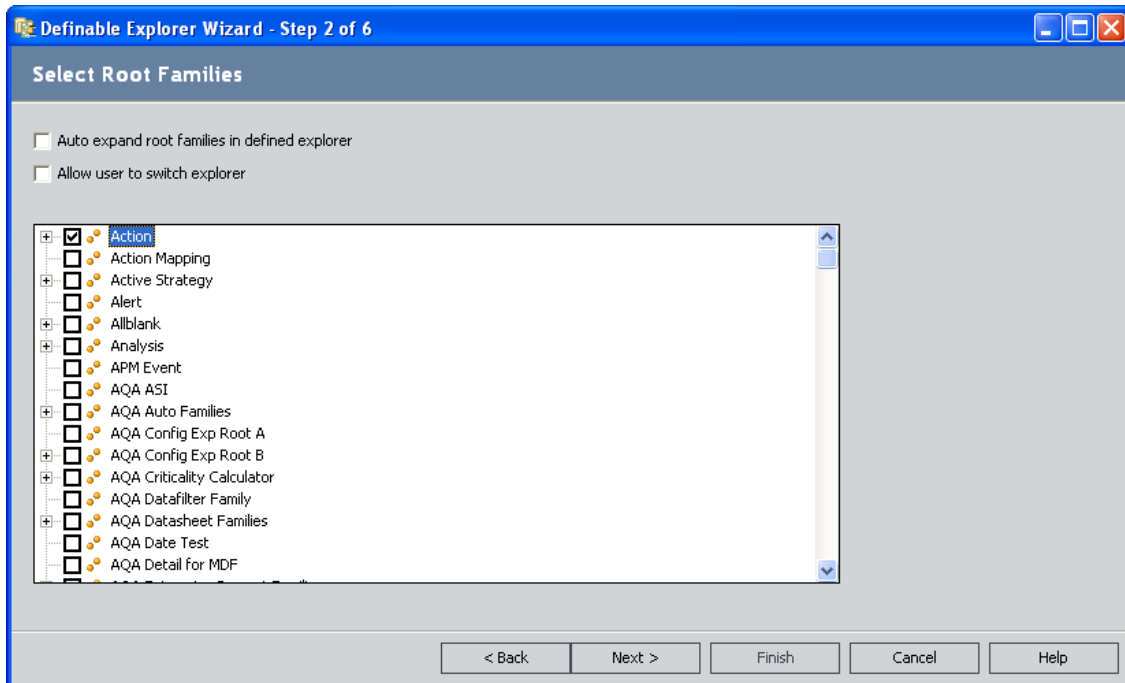 Definable Explorer Wizard - Step 2 of 6
Select Root Families
Auto expand root families in defined explorer
Allow user to switch explorer
Action
Action Mapping
Active Strategy
Alert
Allblank
Analysis
APM Event
AQA ASI
AQA Auto Families
AQA Config Exp Root A
AQA Config Exp Root B
AQA Criticality Calculator
AQA Datafilter Family
AQA Datasheet Families
AQA Date Test
AQA Detail for MDF
< Back Next > Finish Cancel Help